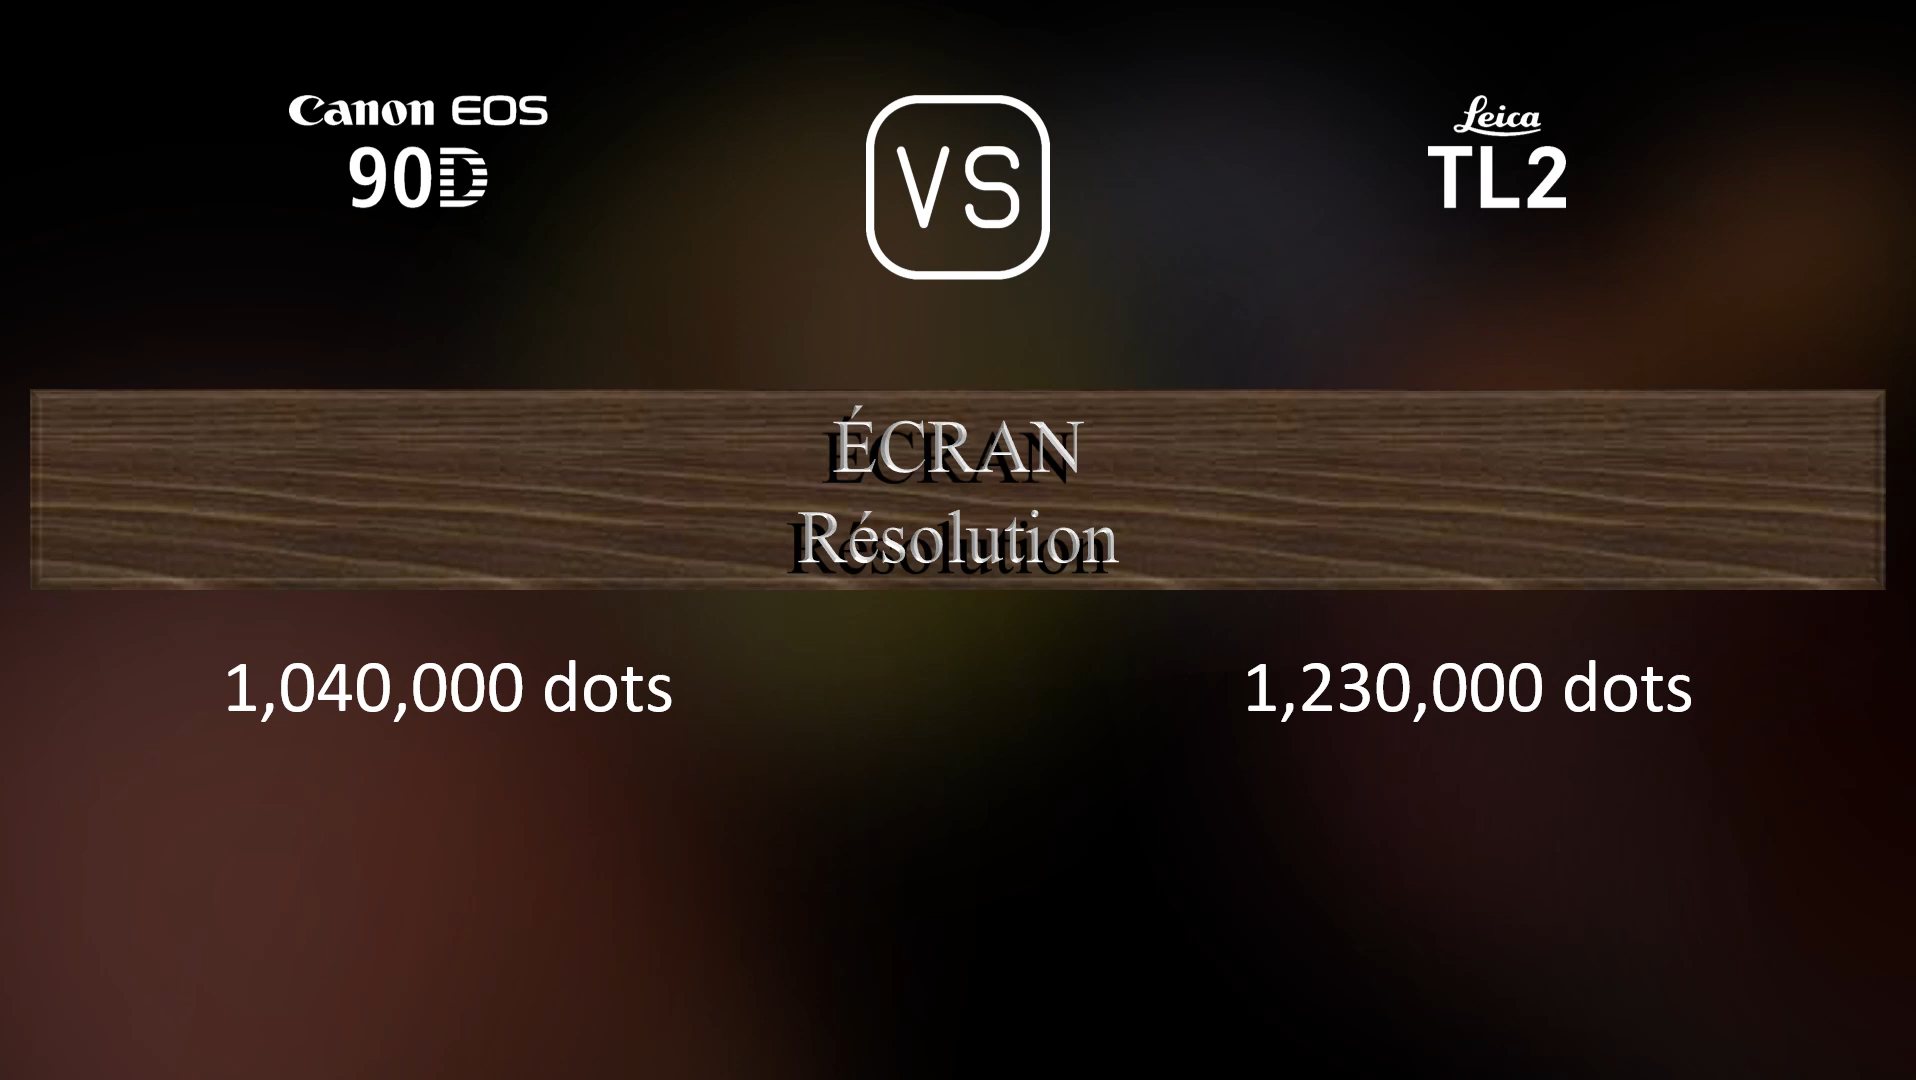 Canon EOS
90D
VS
Leica
TL2
ÉCRAN
Résolution
1,040,000 dots
1,230,000 dots